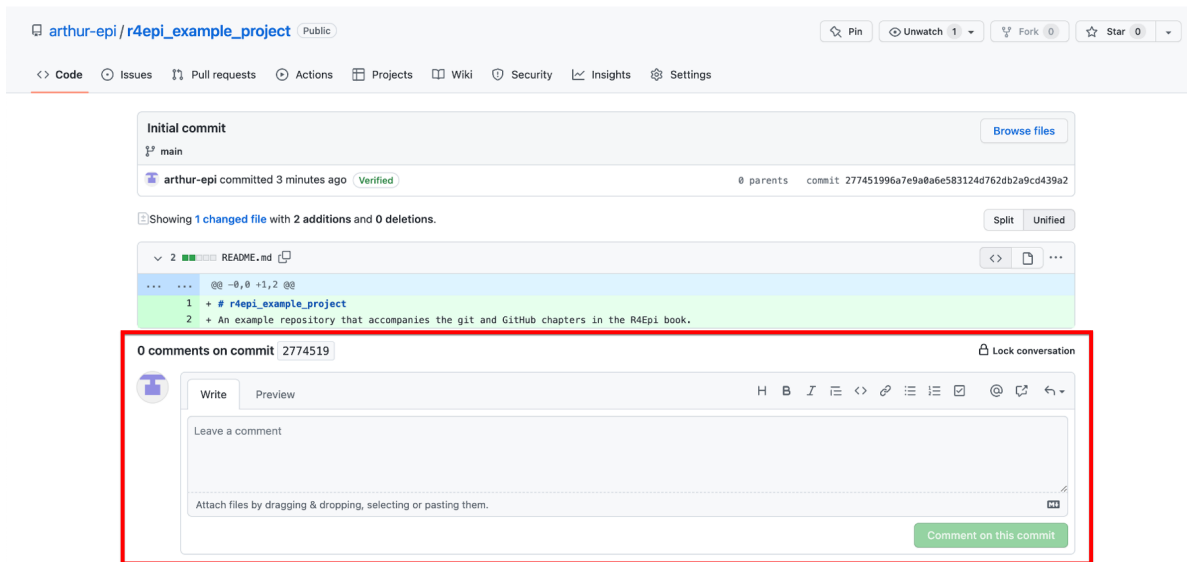 arthur-epi / r4epi_example_project Public Pin Unwatch 1 Fork 0 Star 0
Code Issues Pull requests Actions Projects Wiki Security Insights Settings
Initial commit Browse files
main
arthur-epi committed 3 minutes ago Verified 0 parents commit 277451996a7e9a0a6e583124d762db2a9cd439a2
Showing 1 changed file with 2 additions and 0 deletions. Split Unified
2 README.md
... ... @@ -0,0 +1,2 @@
1 + # r4epi_example_project
2 + An example repository that accompanies the git and GitHub chapters in the R4Epi book.
0 comments on commit 2774519 Lock conversation
Write Preview
Leave a comment
Attach files by dragging & dropping, selecting or pasting them.
Comment on this commit